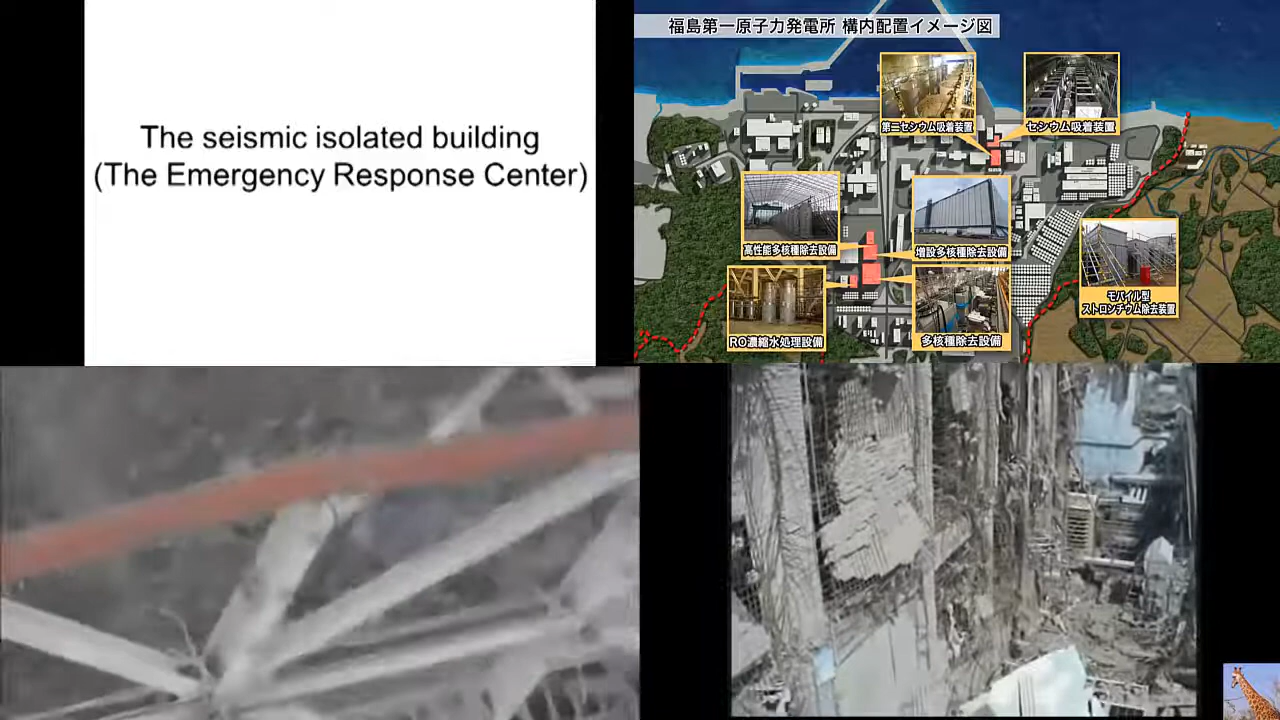 The seismic isolated building
(The Emergency Response Center)
福島第一原子力発電所 構内配置イメージ図
第二セシウム吸着装置
セシウム吸着装置
高性能多核種除去設備
増設多核種除去設備
モバイル型
ストロンチウム除去装置
RO濃縮水処理設備
多核種除去設備